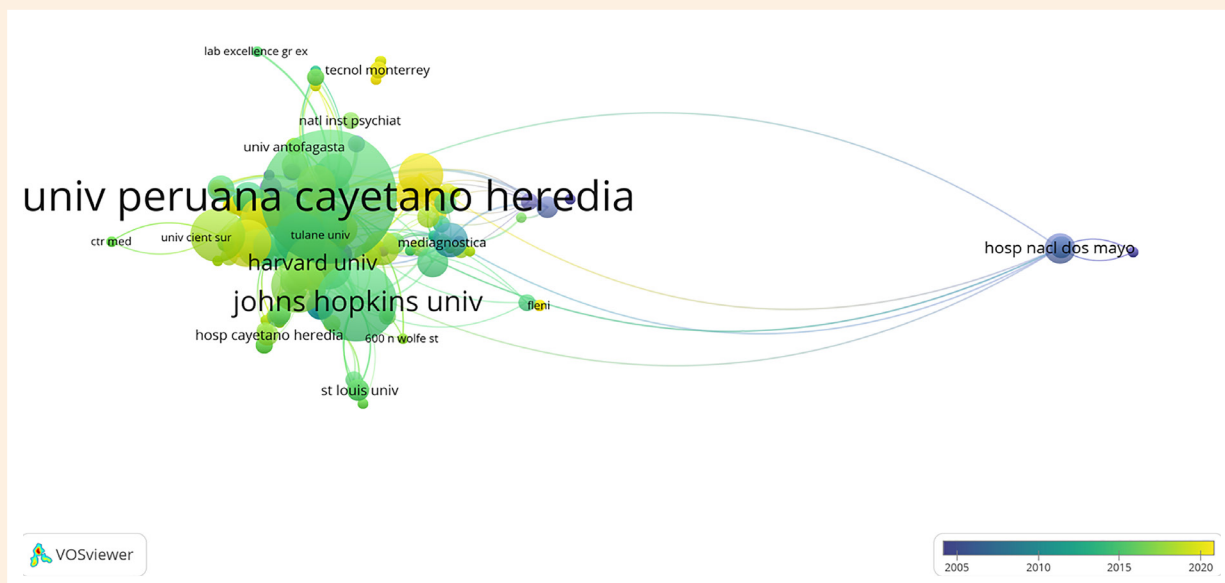 lab excellence gr ex
tecnol monterrey
natl inst psychiat
univ antofagasta
univ peruana cayetano heredia
tulane univ
univ cient sur
ctr med
mediagnostica
hosp nacl dos mayo
harvard univ
johns hopkins univ
fleni
hosp cayetano heredia
600 n wolfe st
st louis univ
VOSviewer
2005 2010 2015 2020